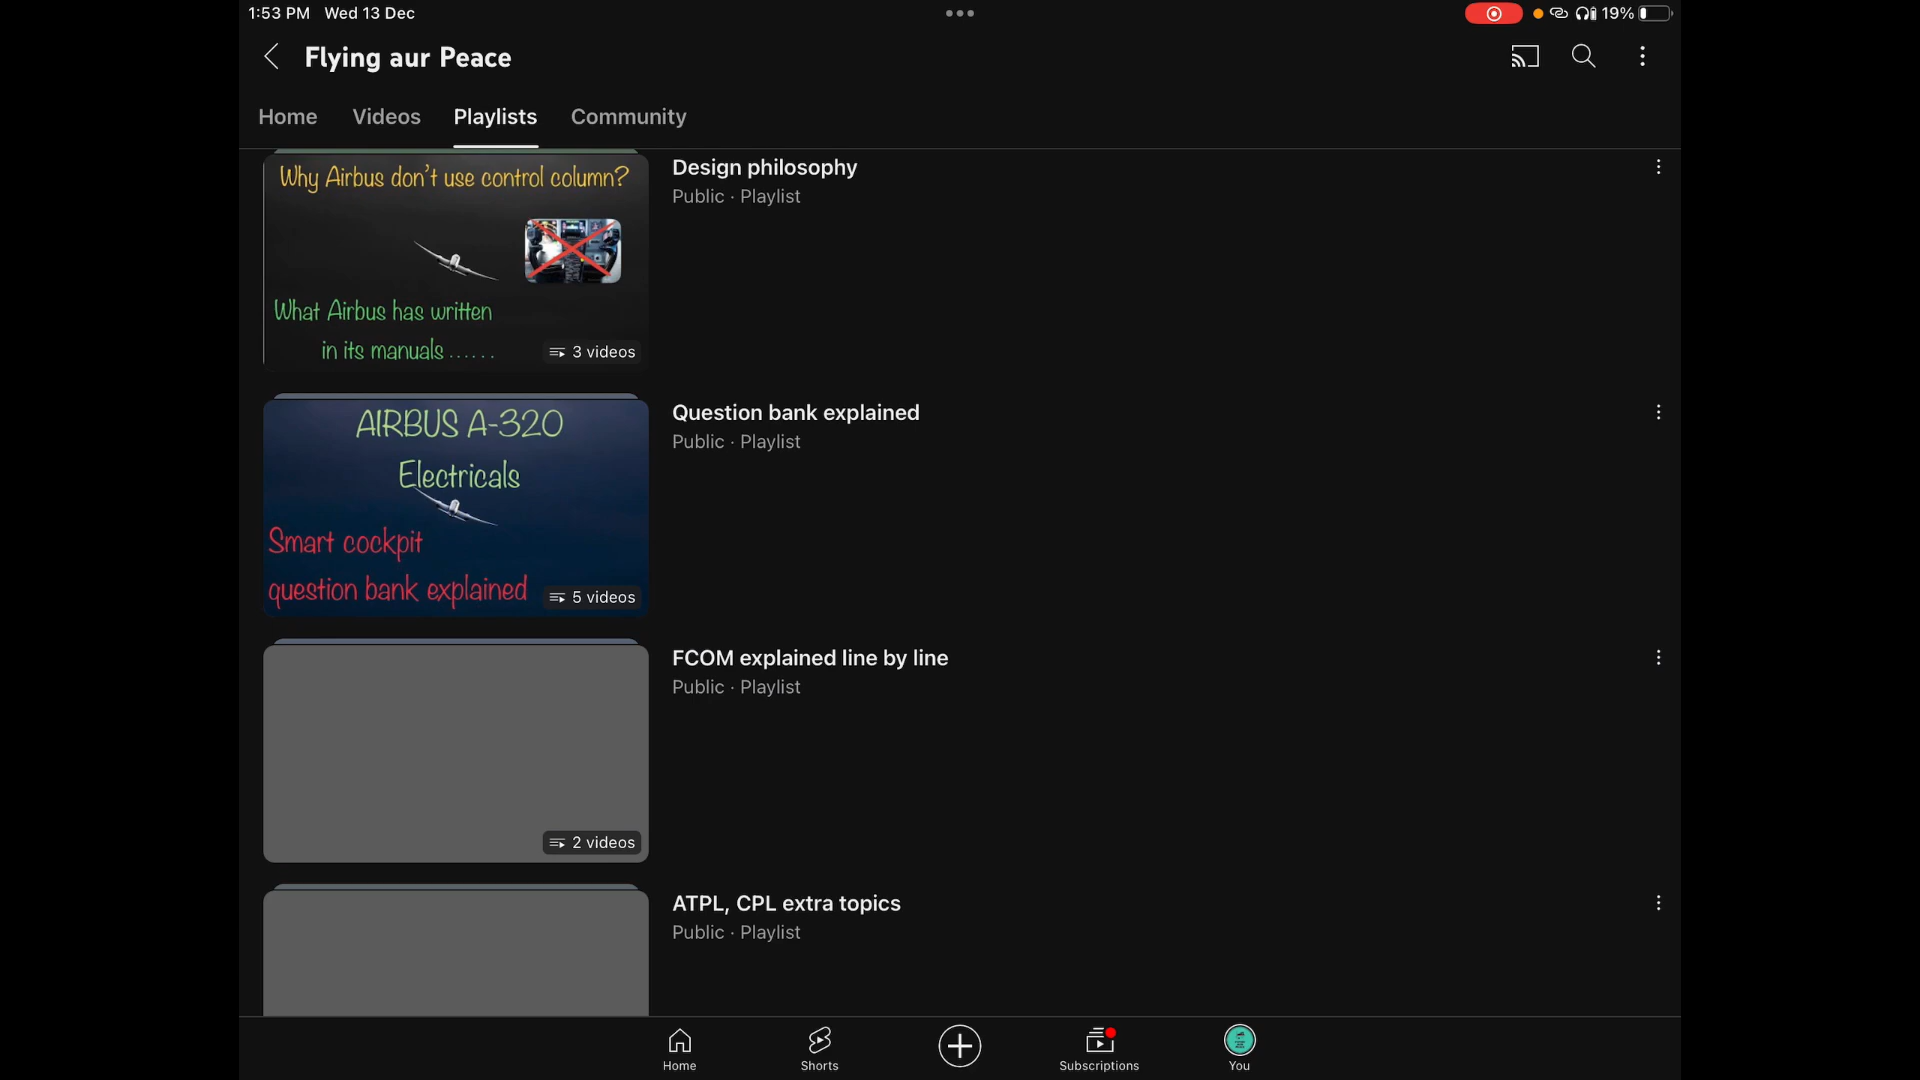 1:53 PM Wed 13 Dec
19%
Flying aur Peace
Home Videos Playlists Community
Why Airbus don't use control column?
What Airbus has written
in its manuals ......
3 videos
Design philosophy
Public · Playlist
AIRBUS A-320
Electricals
Smart cockpit
question bank explained
5 videos
Question bank explained
Public · Playlist
2 videos
FCOM explained line by line
Public · Playlist
ATPL, CPL extra topics
Public · Playlist
Home Shorts Subscriptions You